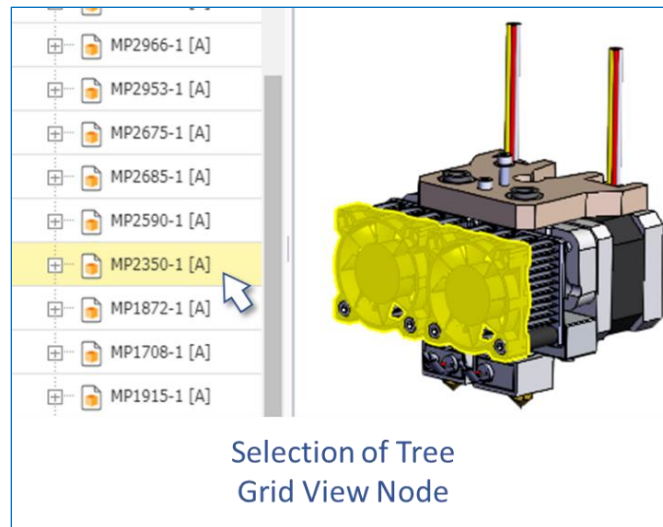 MP2966-1 [A]
MP2953-1 [A]
MP2675-1 [A]
MP2685-1 [A]
MP2590-1 [A]
MP2350-1 [A]
MP1872-1 [A]
MP1708-1 [A]
MP1915-1 [A]
Selection of Tree
Grid View Node